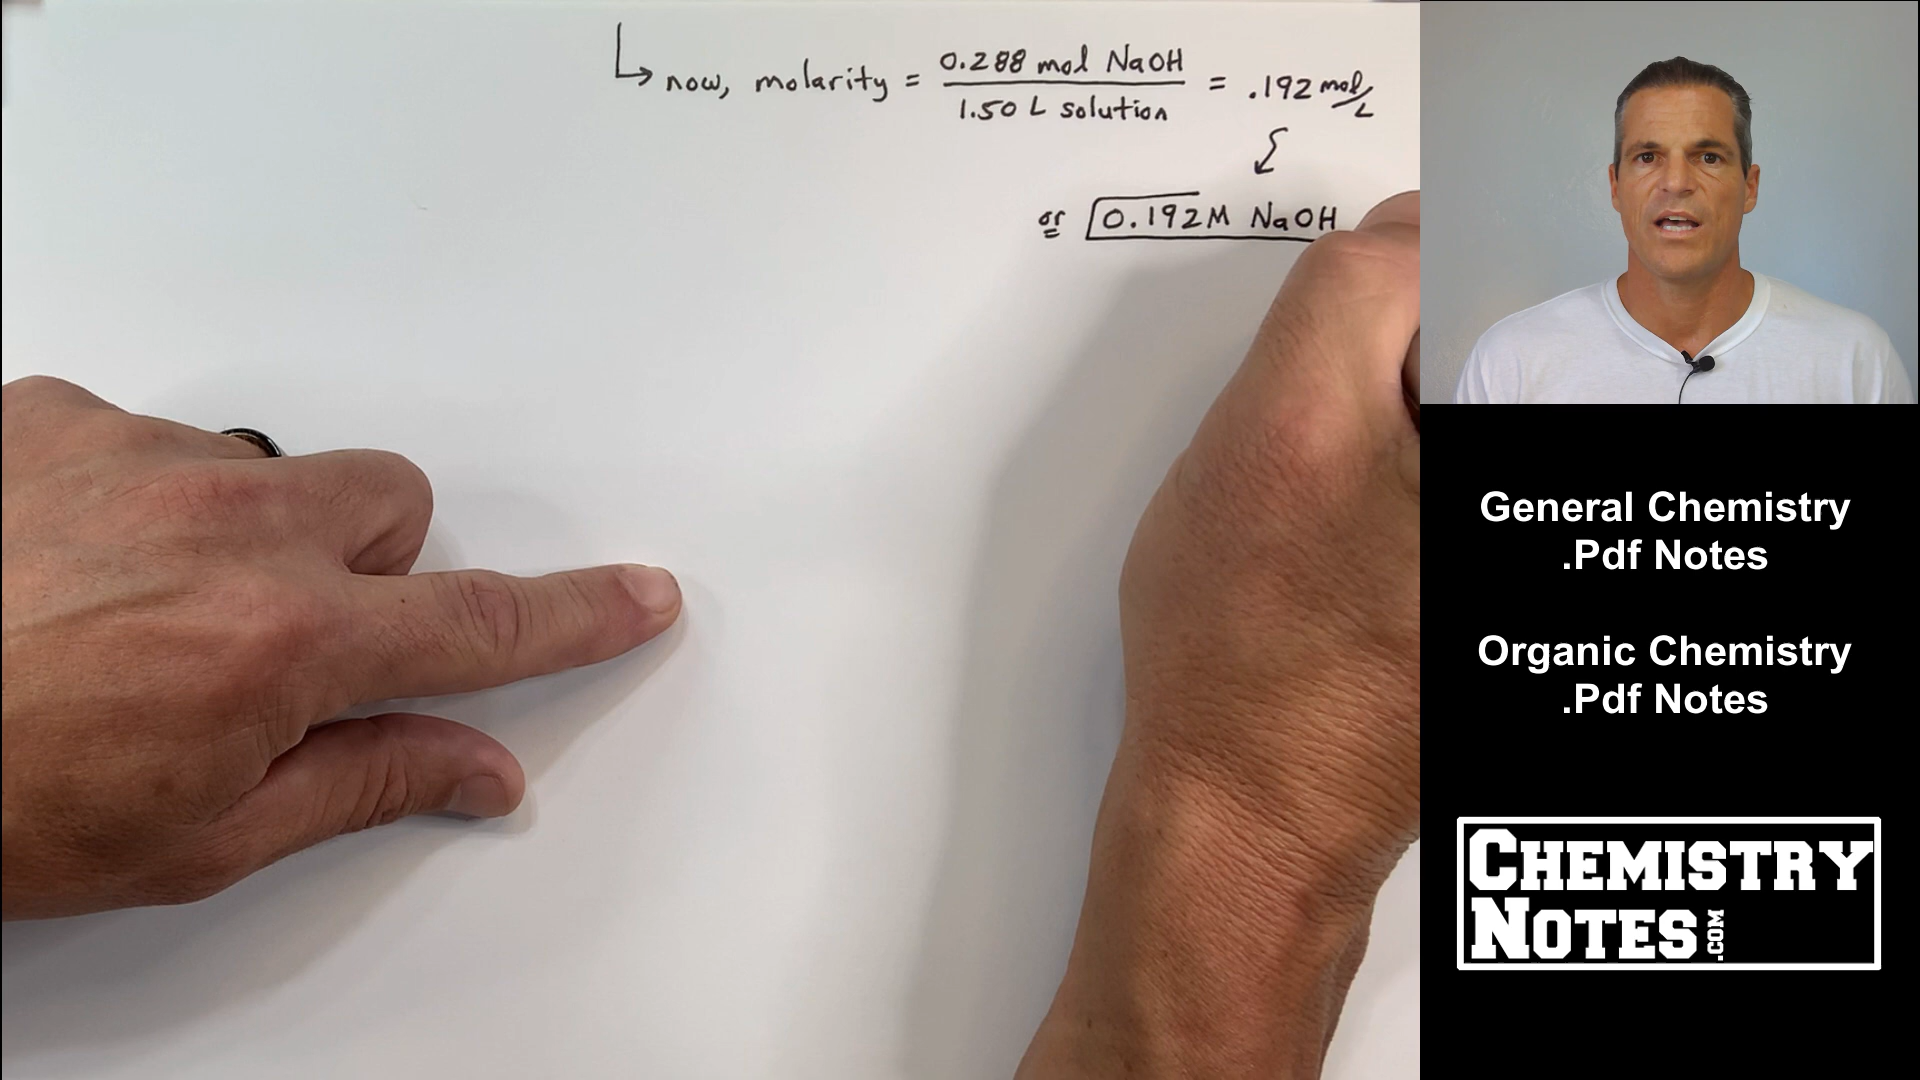 now, molarity = 0.288 mol NaOH / 1.50 L solution = .192 mol/L
or 0.192M NaOH
General Chemistry
.Pdf Notes
Organic Chemistry
.Pdf Notes
CHEMISTRY
NOTES.COM